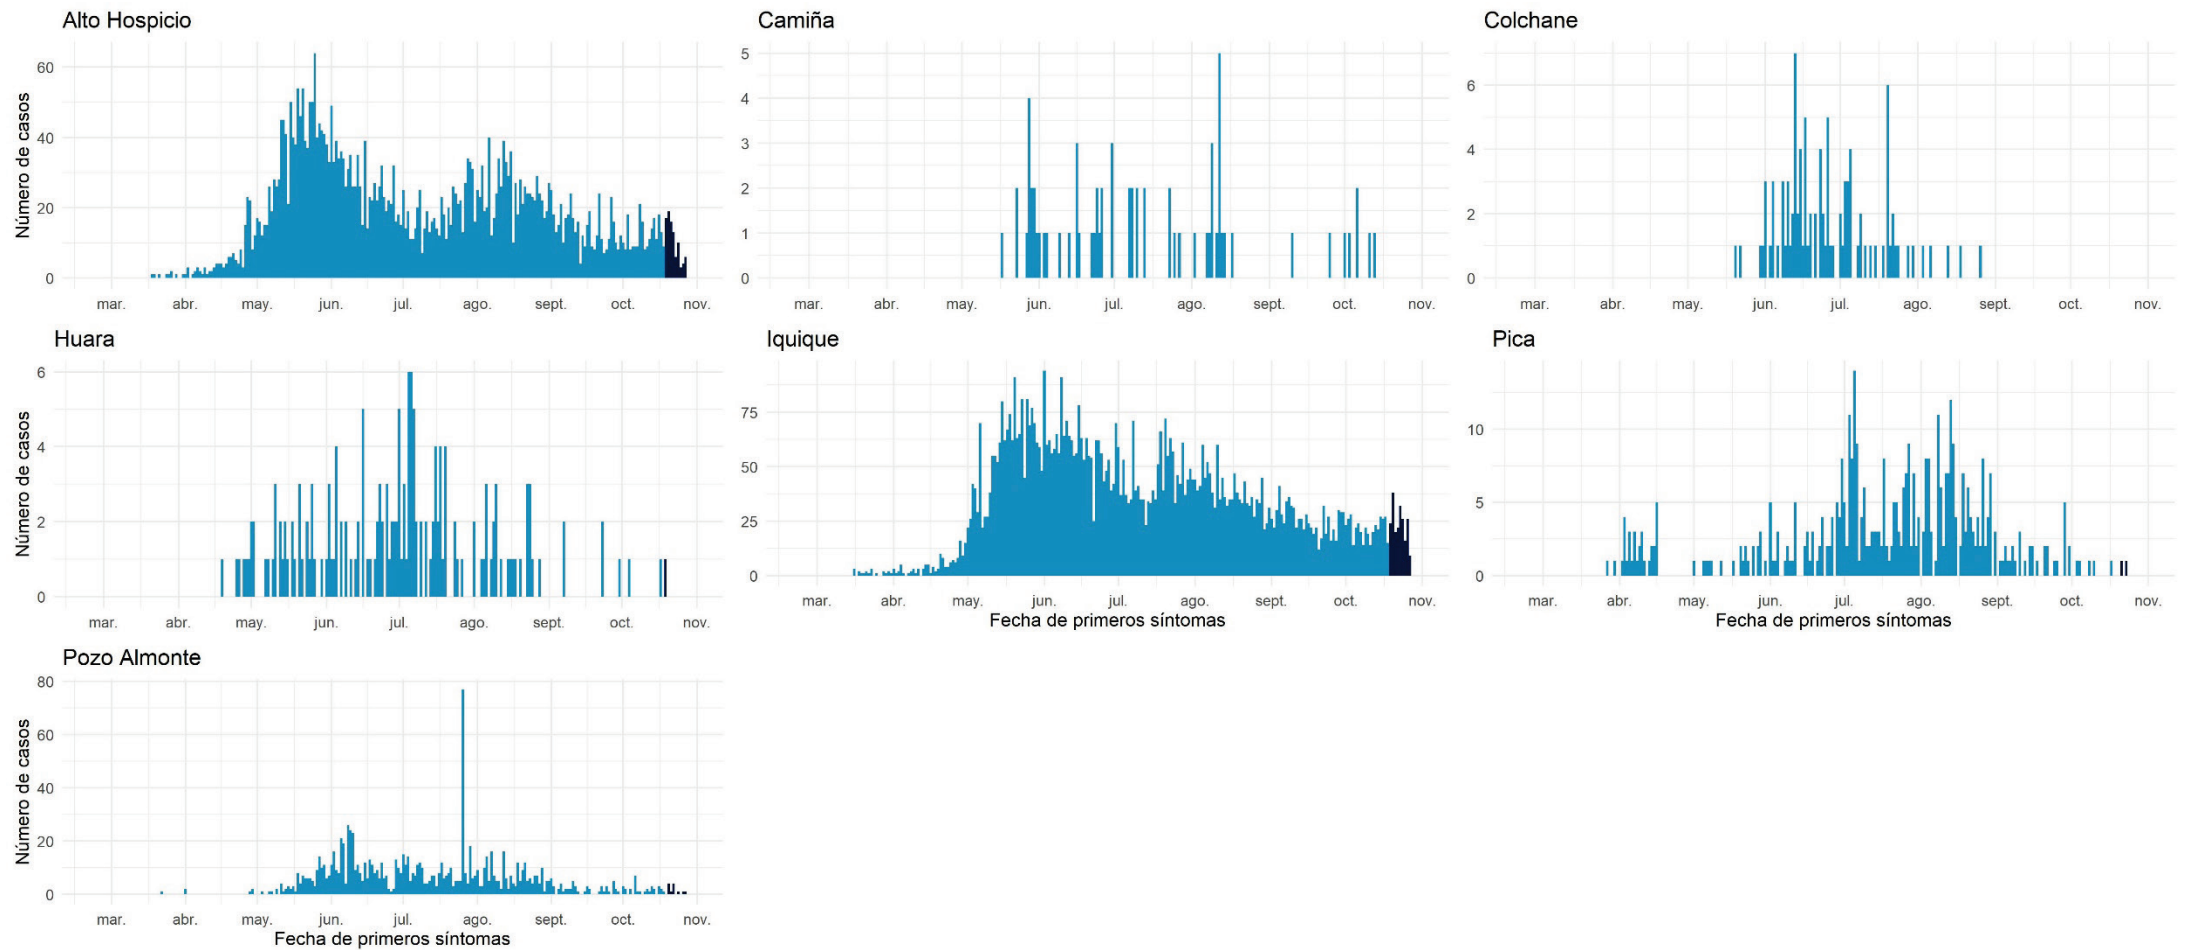 Alto Hospicio
Camiña
Colchane
Número de casos
60
40
20
0
mar. abr. may. jun. jul. ago. sept. oct. nov.
5
4
3
2
1
0
mar. abr. may. jun. jul. ago. sept. oct. nov.
6
4
2
0
mar. abr. may. jun. jul. ago. sept. oct. nov.
Huara
Iquique
Pica
Número de casos
6
4
2
0
mar. abr. may. jun. jul. ago. sept. oct. nov.
75
50
25
0
mar. abr. may. jun. jul. ago. sept. oct. nov.
Fecha de primeros síntomas
10
5
0
mar. abr. may. jun. jul. ago. sept. oct. nov.
Fecha de primeros síntomas
Pozo Almonte
Número de casos
80
60
40
20
0
mar. abr. may. jun. jul. ago. sept. oct. nov.
Fecha de primeros síntomas